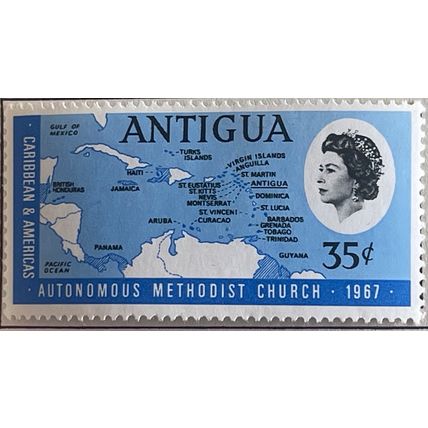 ANTIGUA
CARIBBEAN & AMERICAS
GULF OF
MEXICO
TURKS
ISLANDS
VIRGIN ISLANDS
ANGUILLA
HAITI
ST. MARTIN
BRITISH
HONDURAS
JAMAICA
ST. EUSTATIUS
ANTIGUA
ST. KITTS
NEVIS
MONTSERRAT
DOMINICA
ST. LUCIA
ST. VINCENT
ARUBA
CURACAO
BARBADOS
GRENADA
TOBAGO
TRINIDAD
PANAMA
GUYANA
PACIFIC
OCEAN
35¢
· AUTONOMOUS METHODIST CHURCH · 1967 ·